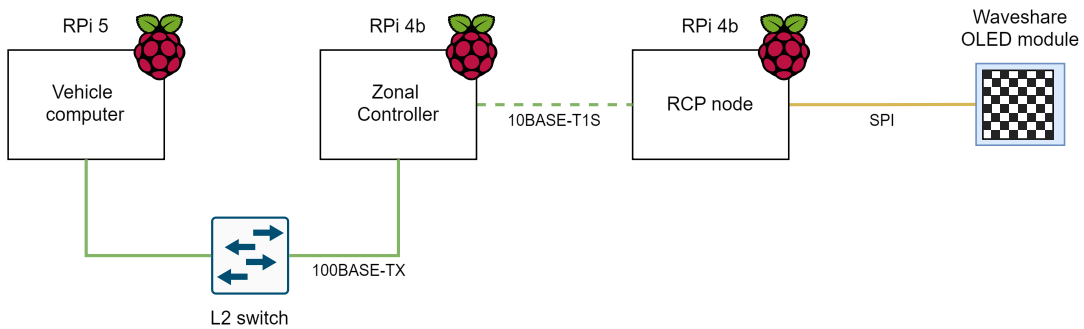 RPi 5
RPi 4b
RPi 4b
Waveshare
OLED module
Vehicle
computer
Zonal
Controller
10BASE-T1S
RCP node
SPI
100BASE-TX
L2 switch